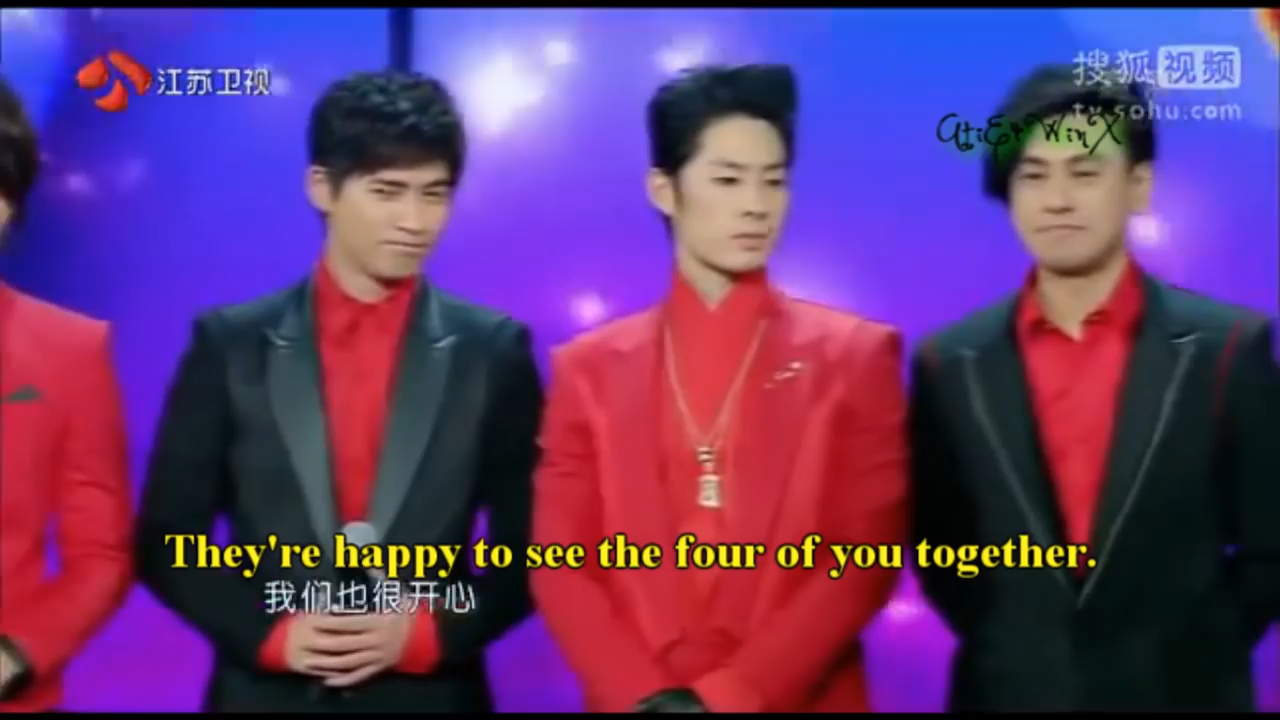 江苏卫视
搜狐视频
tv.sohu.com
They're happy to see the four of you together.
我们也很开心